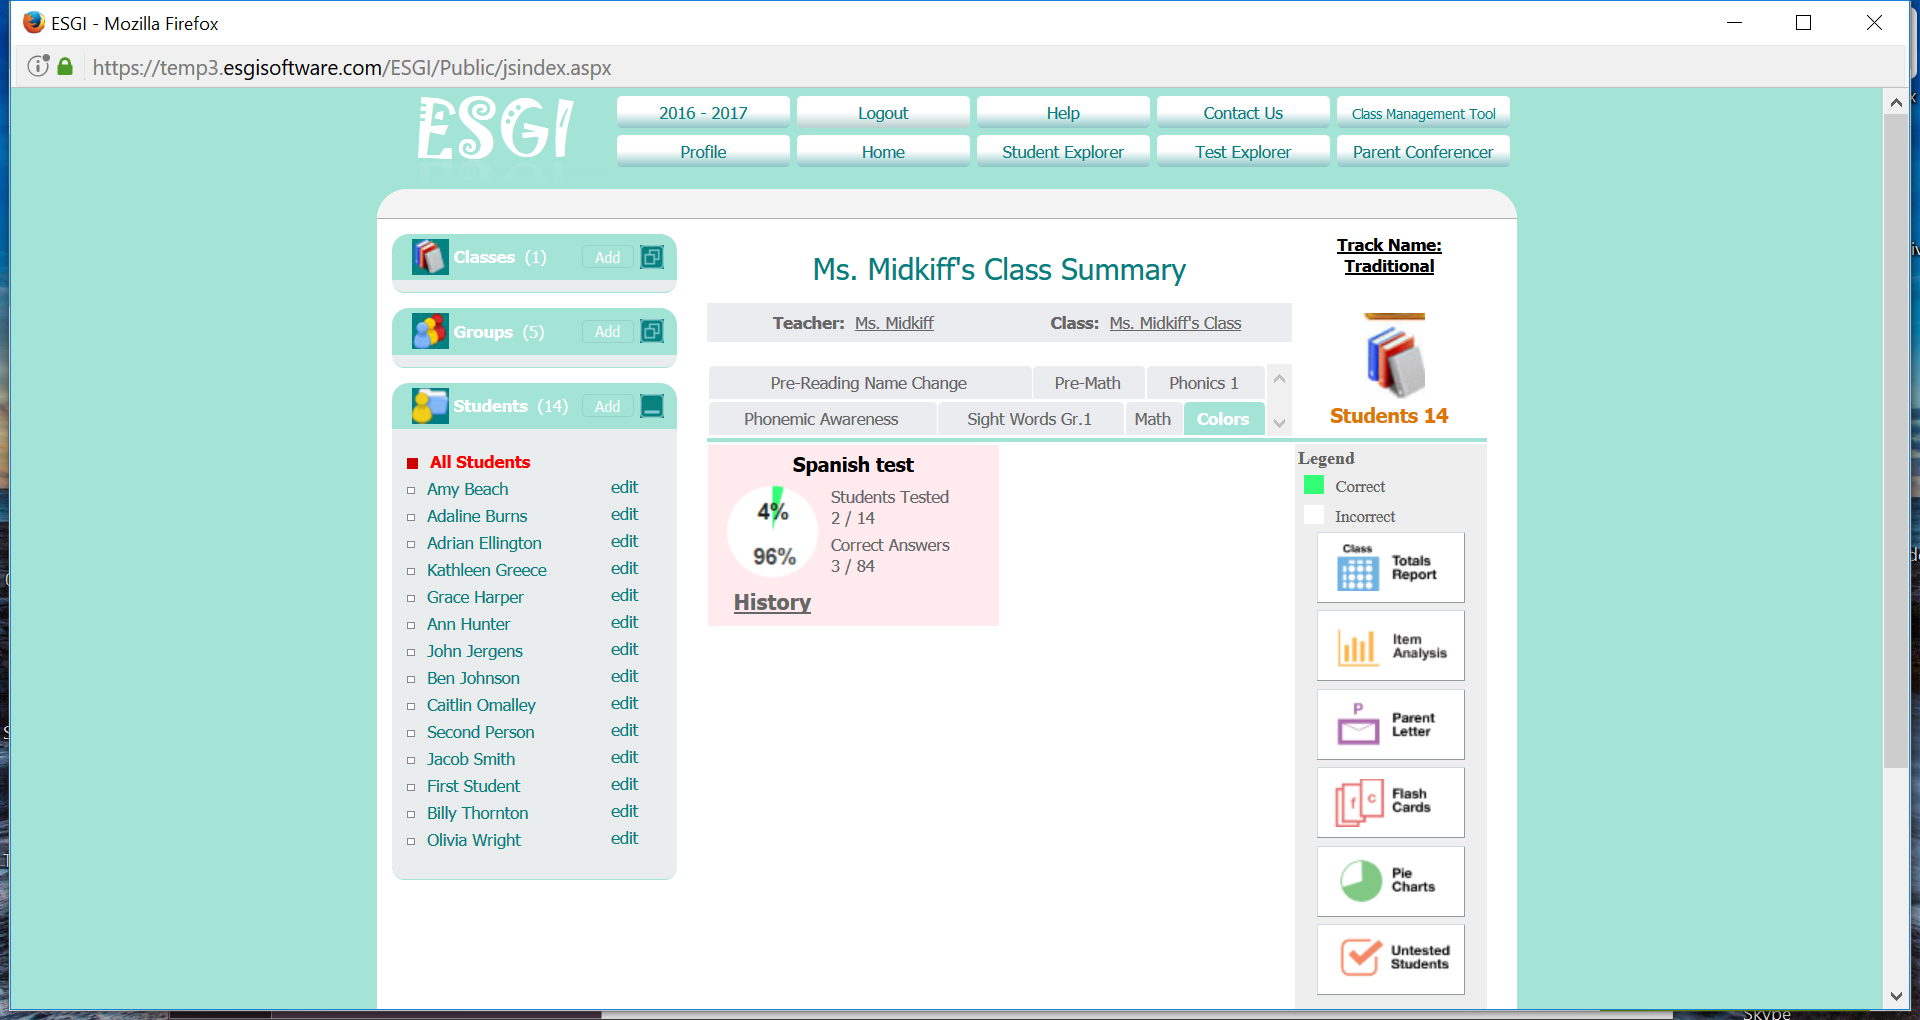 ESGI - Mozilla Firefox
https://temp3.esgisoftware.com/ESGI/Public/jsindex.aspx
ESGI
2016 - 2017
Logout
Help
Contact Us
Class Management Tool
Profile
Home
Student Explorer
Test Explorer
Parent Conferencer
Classes (1)
Add
Groups (5)
Add
Students (14)
Add
All Students
Amy Beach edit
Adaline Burns edit
Adrian Ellington edit
Kathleen Greece edit
Grace Harper edit
Ann Hunter edit
John Jergens edit
Ben Johnson edit
Caitlin Omalley edit
Second Person edit
Jacob Smith edit
First Student edit
Billy Thornton edit
Olivia Wright edit
Ms. Midkiff's Class Summary
Teacher: Ms. Midkiff Class: Ms. Midkiff's Class
Pre-Reading Name Change
Pre-Math
Phonics 1
Phonemic Awareness
Sight Words Gr.1
Math
Colors
Spanish test
4%
96%
Students Tested
2 / 14
Correct Answers
3 / 84
History
Track Name:
Traditional
Students 14
Legend
Correct
Incorrect
Class
Totals
Report
Item
Analysis
P
Parent
Letter
f c
Flash
Cards
Pie
Charts
Untested
Students
Skype